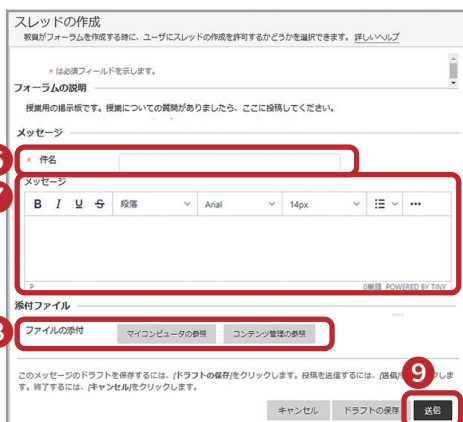 スレッドの作成
教員がフォーラムを作成する時に、ユーザにスレッドの作成を許可するかどうかを選択できます。 詳しいヘルプ
* は必須フィールドを示します。
フォーラムの説明
授業用の掲示板です。授業についての質問がありましたら、ここに投稿してください。
メッセージ
* 件名
メッセージ
B I U S 段落 Arial 14px •••
P 0単語 POWERED BY TINY
添付ファイル
8 ファイルの添付 マイコンピュータの参照 コンテンツ管理の参照
9
このメッセージのドラフトを保存するには、[ドラフトの保存]をクリックします。投稿を送信するには、[送信]
す。終了するには、[キャンセル]をクリックします。
キャンセル ドラフトの保存 送信